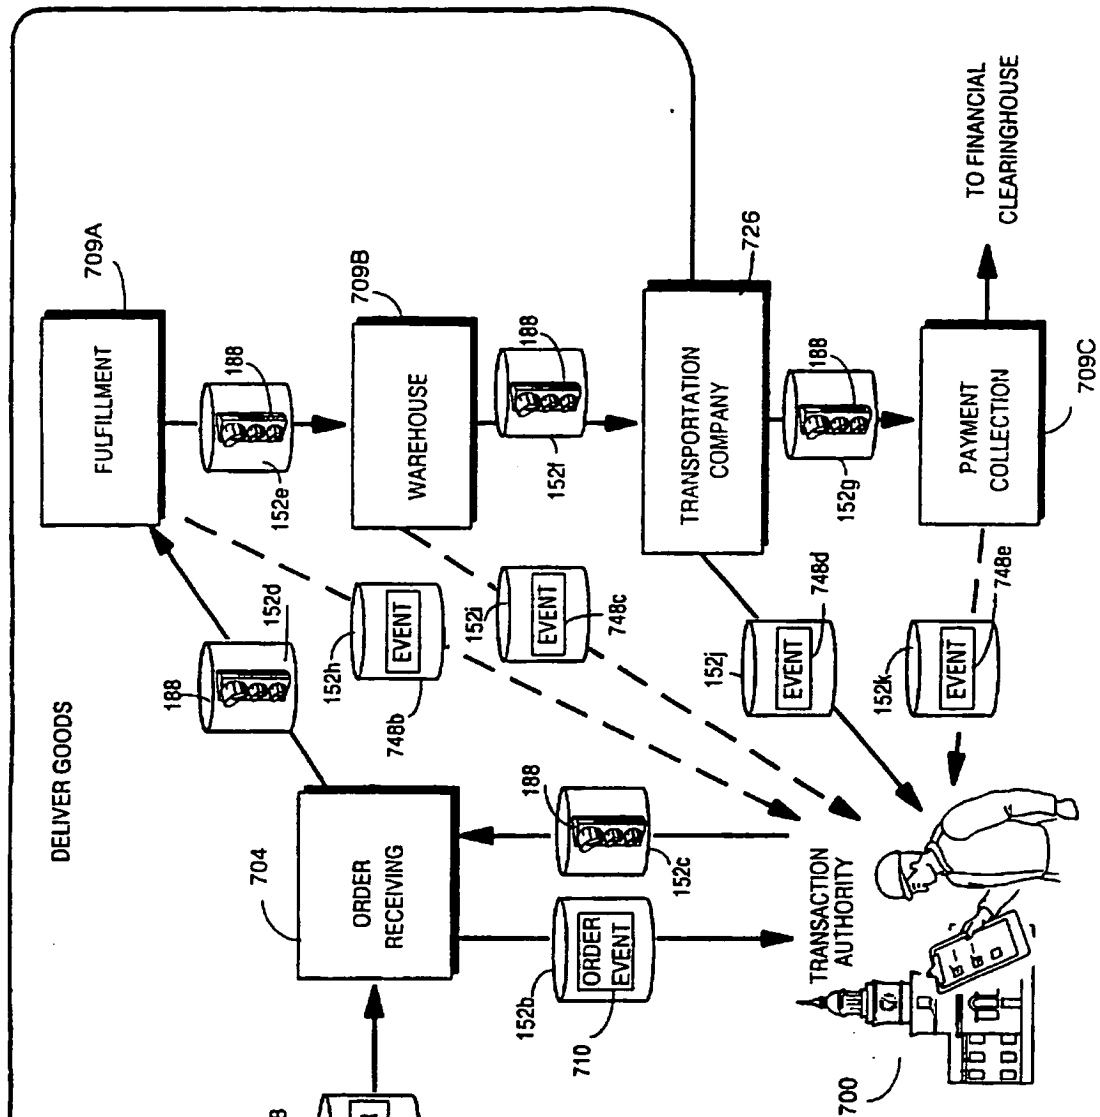 DELIVER GOODS
709A
FULFILLMENT
188
152e
709B
WAREHOUSE
188
152f
726
TRANSPORTATION
COMPANY
188
152g
709C
PAYMENT
COLLECTION
TO FINANCIAL
CLEARINGHOUSE
188
152d
152h
EVENT
748b
152i
EVENT
748c
152j
EVENT
748d
152k
EVENT
748e
704
ORDER
RECEIVING
188
152c
152b
ORDER
EVENT
710
TRANSACTION
AUTHORITY
700